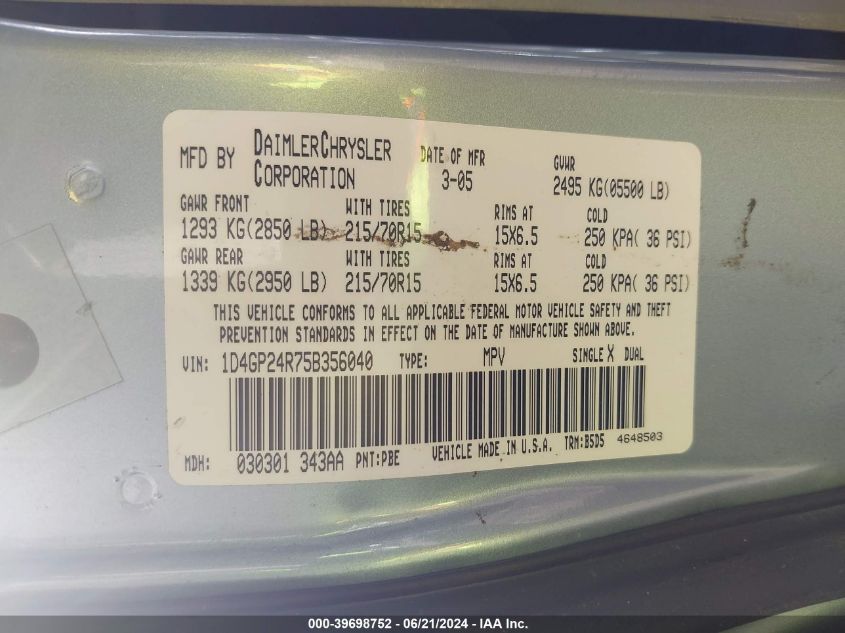 MFD BY DAIMLERCHRYSLER CORPORATION DATE OF MFR 3-05 GVWR 2495 KG(05500 LB)
GAWR FRONT WITH TIRES RIMS AT COLD
1293 KG(2850 LB) 215/70R15 15X6.5 250 KPA( 36 PSI)
GAWR REAR WITH TIRES RIMS AT COLD
1339 KG(2950 LB) 215/70R15 15X6.5 250 KPA( 36 PSI)
THIS VEHICLE CONFORMS TO ALL APPLICABLE FEDERAL MOTOR VEHICLE SAFETY AND THEFT
PREVENTION STANDARDS IN EFFECT ON THE DATE OF MANUFACTURE SHOWN ABOVE.
VIN: 1D4GP24R75B356040 TYPE: MPV SINGLE X DUAL
MDH: 030301 343AA PNT:PBE VEHICLE MADE IN U.S.A. TRM:B5D5 4648503
000-39698752 - 06/21/2024 - IAA Inc.